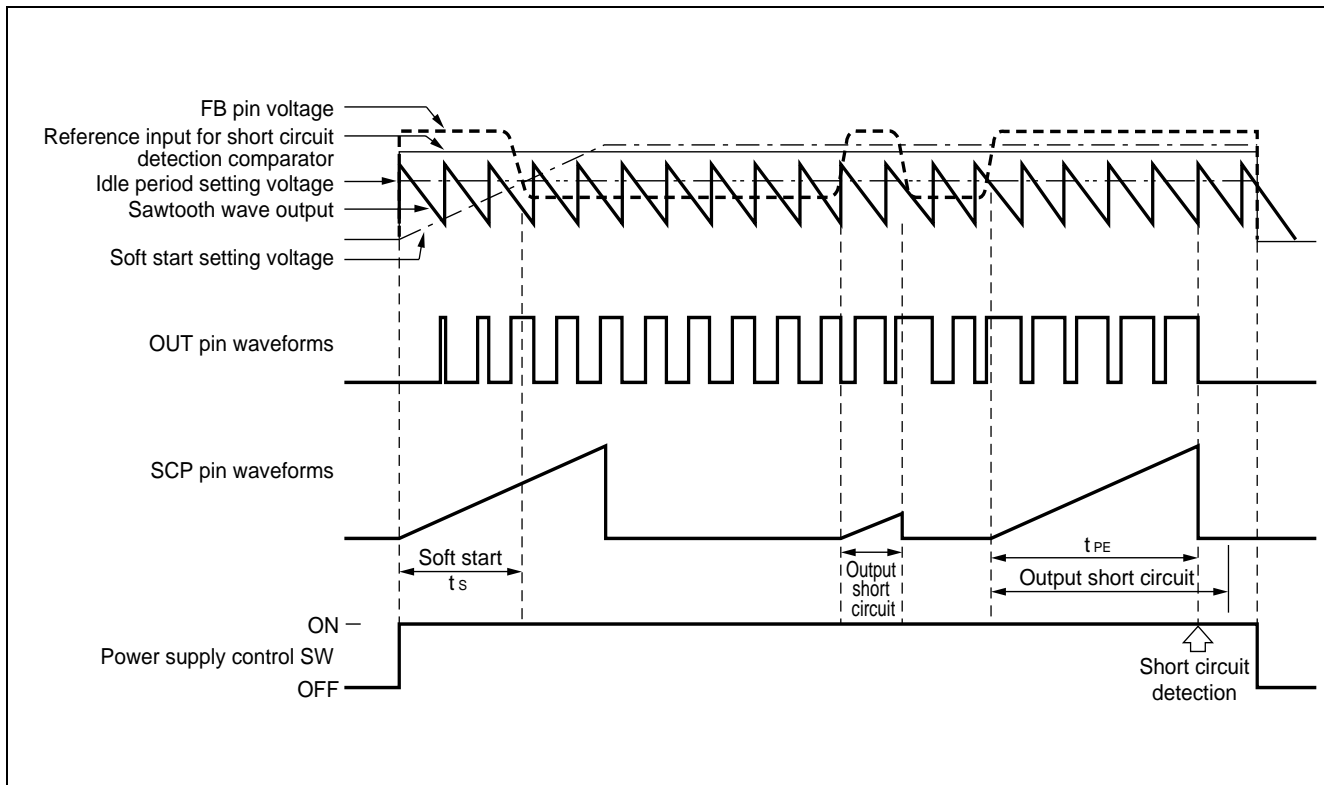 FB pin voltage
Reference input for short circuit
detection comparator
Idle period setting voltage
Sawtooth wave output
Soft start setting voltage
OUT pin waveforms
SCP pin waveforms
Soft start
t S
Output
short
circuit
t PE
Output short circuit
ON
Power supply control SW
OFF
Short circuit
detection